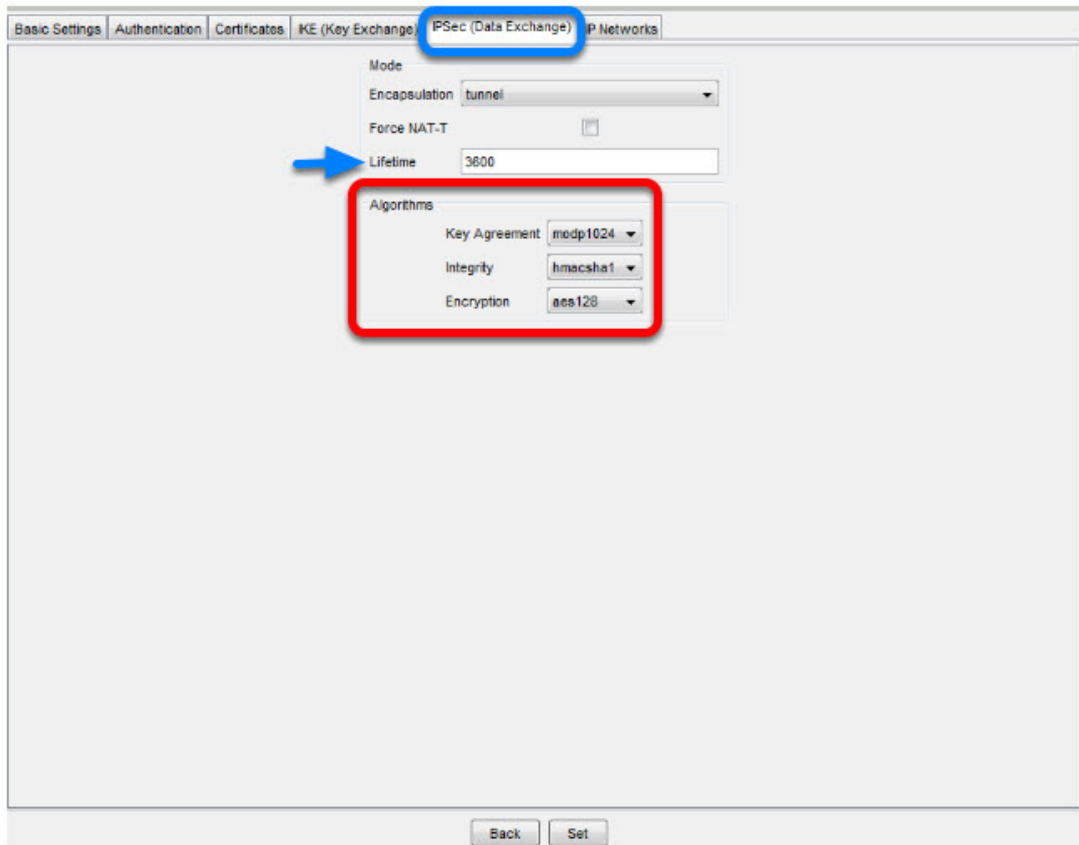 Basic Settings Authentication Certificates IKE (Key Exchange) IPSec (Data Exchange) IP Networks
Mode
Encapsulation tunnel
Force NAT-T
Lifetime 3600
Algorithms
Key Agreement modp1024
Integrity hmacsha1
Encryption aes128
Back Set